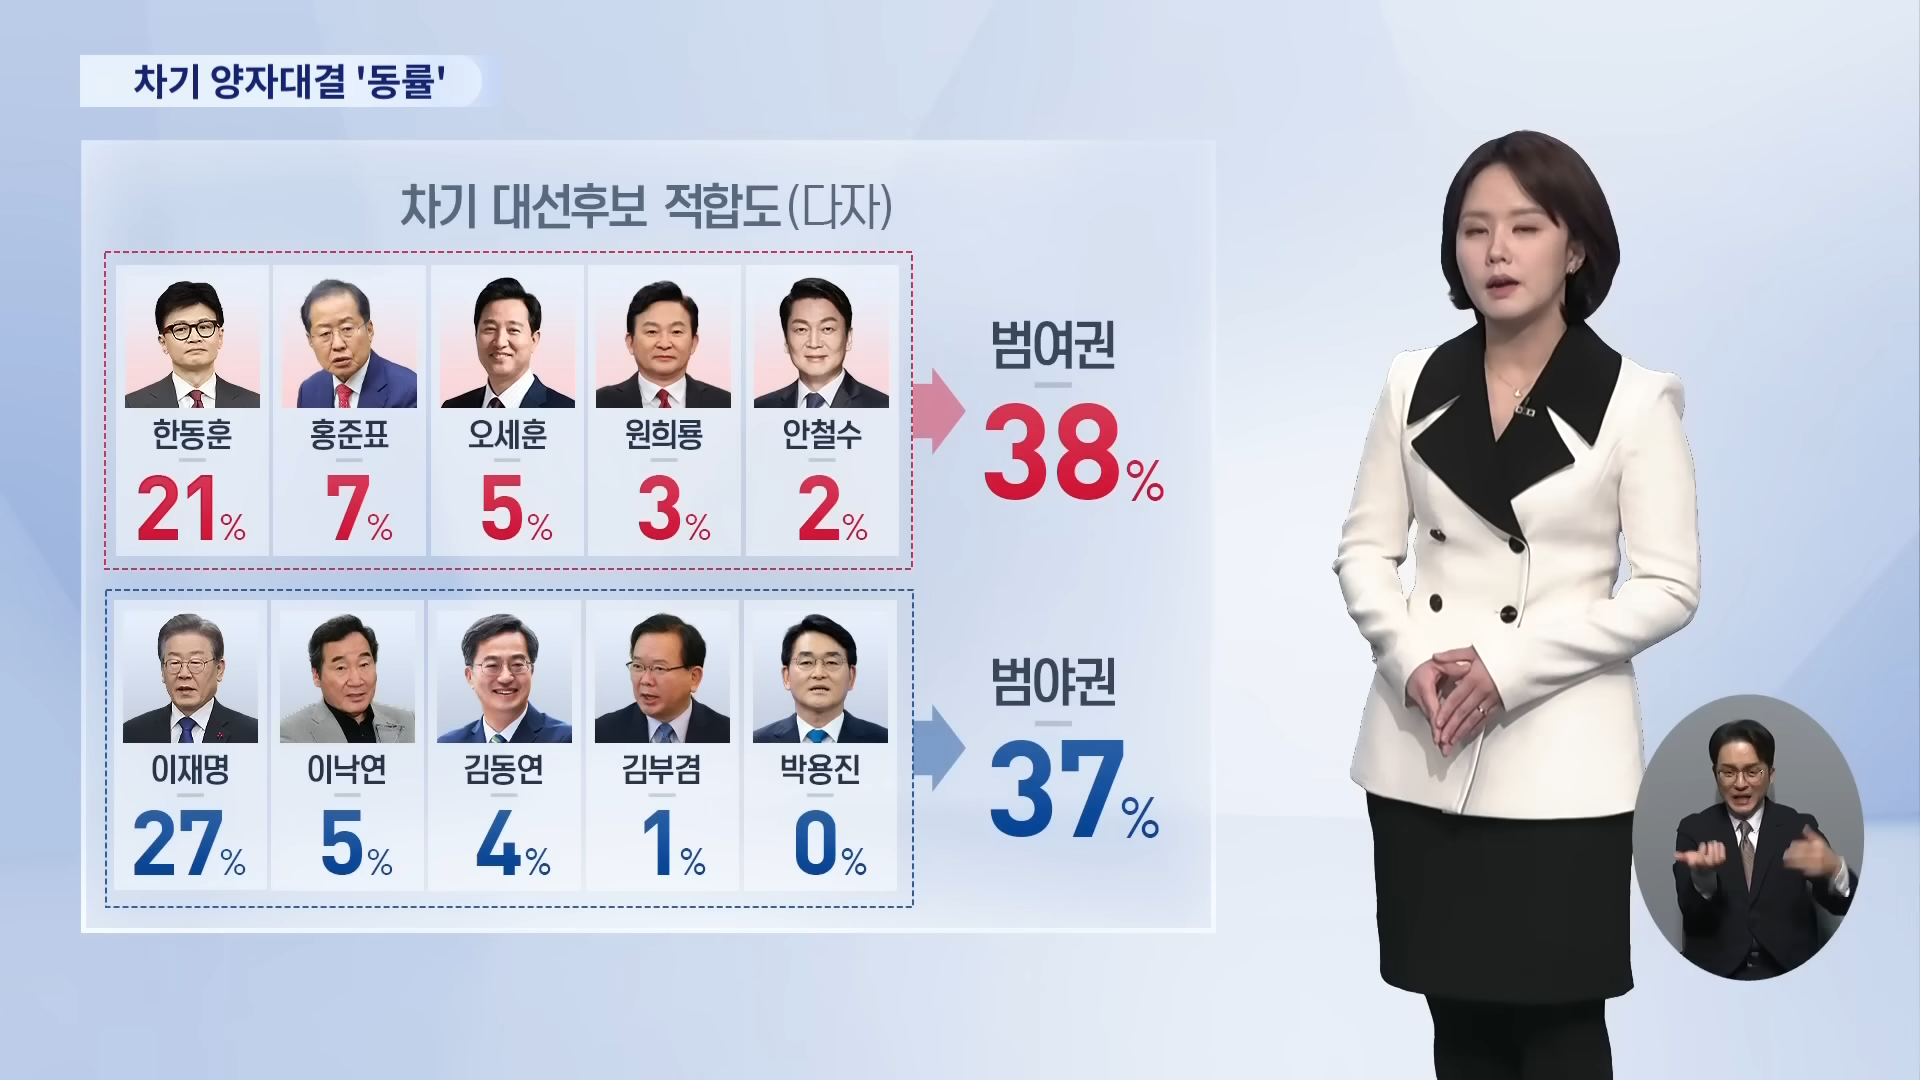 차기 양자대결 '동률'
차기 대선후보 적합도(다자)
한동훈 홍준표 오세훈 원희룡 안철수
21% 7% 5% 3% 2%
범여권
38%
이재명 이낙연 김동연 김부겸 박용진
27% 5% 4% 1% 0%
범야권
37%